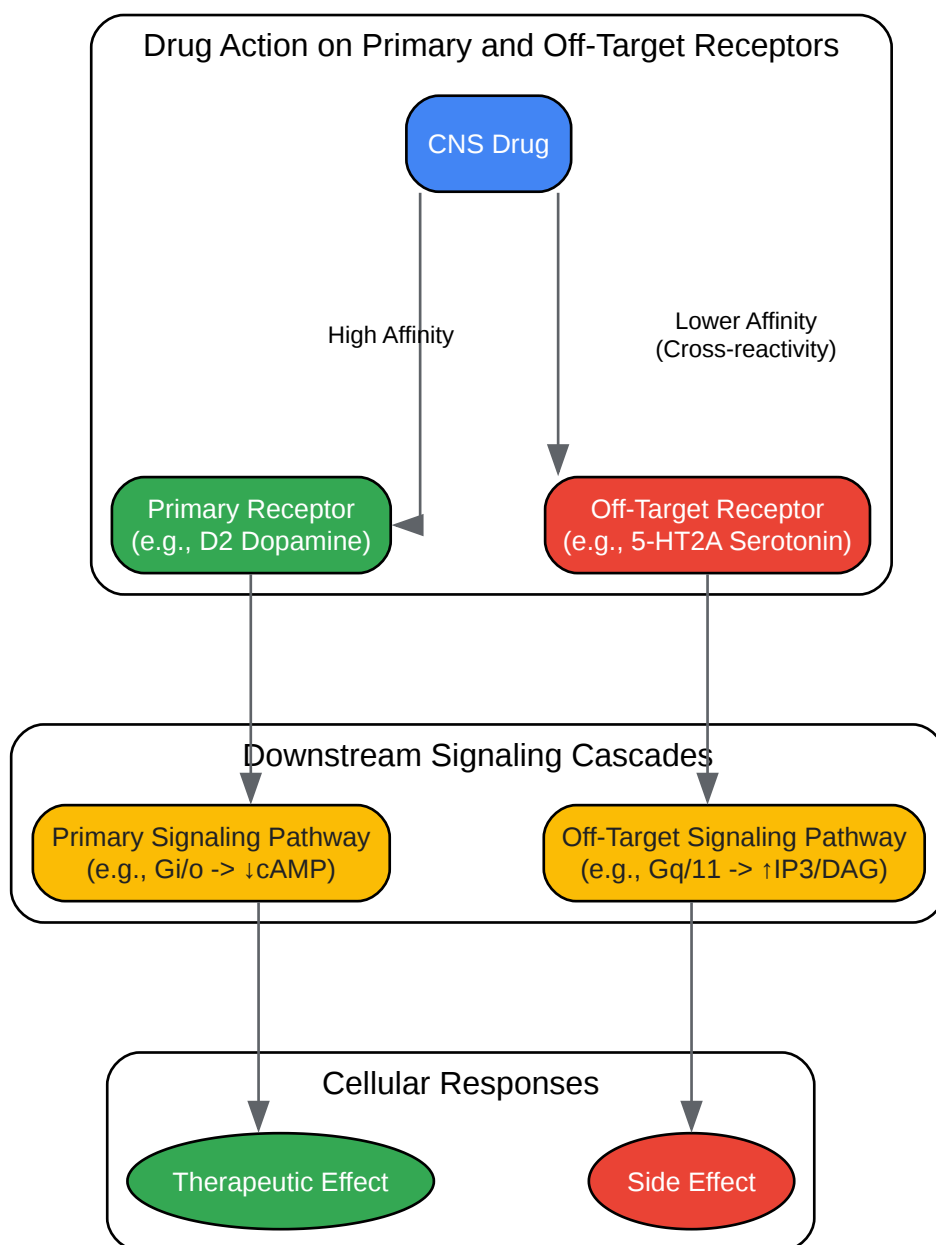 Drug Action on Primary and Off-Target Receptors
CNS Drug
High Affinity
Lower Affinity
(Cross-reactivity)
Primary Receptor
(e.g., D2 Dopamine)
Off-Target Receptor
(e.g., 5-HT2A Serotonin)
Downstream Signaling Cascades
Primary Signaling Pathway
(e.g., Gi/o -> ↓cAMP)
Off-Target Signaling Pathway
(e.g., Gq/11 -> ↑IP3/DAG)
Cellular Responses
Therapeutic Effect
Side Effect